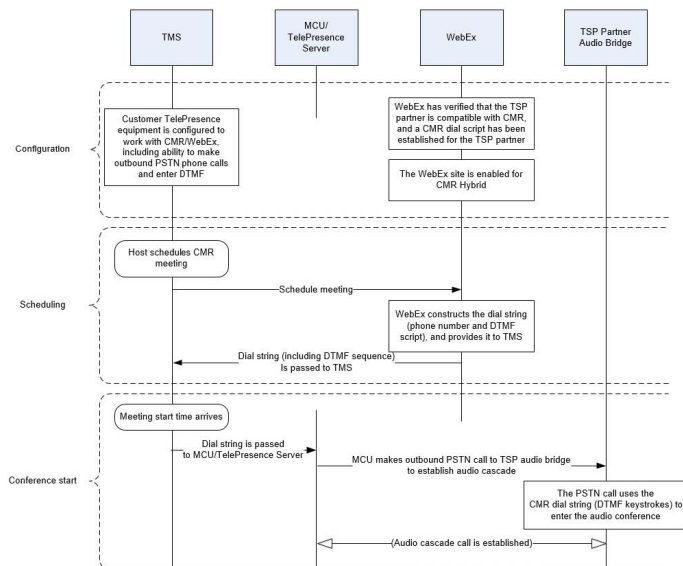 TMS
MCU/
TelePresence
Server
WebEx
TSP Partner
Audio Bridge
Configuration
Customer TelePresence
equipment is configured to
work with CMR/WebEx,
including ability to make
outbound PSTN phone calls
and enter DTMF
WebEx has verified that the TSP
partner is compatible with CMR,
and a CMR dial script has been
established for the TSP partner
The WebEx site is enabled for
CMR Hybrid
Scheduling
Host schedules CMR
meeting
Schedule meeting
WebEx constructs the dial string
(phone number and DTMF
script), and provides it to TMS
Dial string (including DTMF sequence)
Is passed to TMS
Conference start
Meeting start time arrives
Dial string is passed
to MCU/TelePresence Server
MCU makes outbound PSTN call to TSP audio bridge
to establish audio cascade
The PSTN call uses the
CMR dial string (DTMF keystrokes) to
enter the audio conference
(Audio cascade call is established)